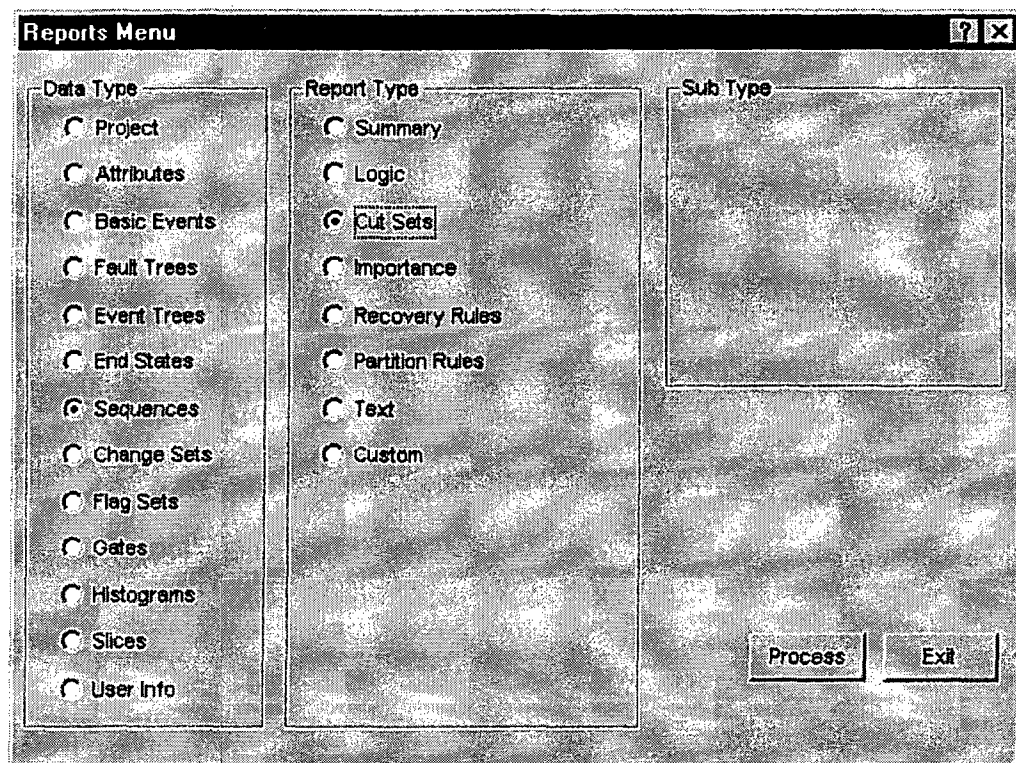 Reports Menu
Data Type
Project
Attributes
Basic Events
Fault Trees
Event Trees
End States
Sequences
Change Sets
Flag Sets
Gates
Histograms
Slices
User Info
Report Type
Summary
Logic
Cut Sets
Importance
Recovery Rules
Partition Rules
Text
Custom
Sub Type
Process
Exit